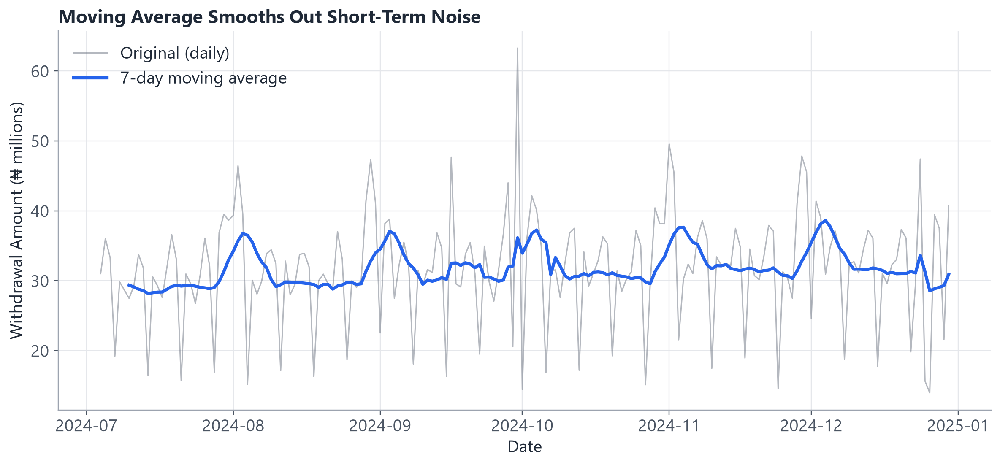 Moving Average Smooths Out Short-Term Noise
Original (daily)
7-day moving average
Withdrawal Amount (₦ millions)
60
50
40
30
20
2024-07 2024-08 2024-09 2024-10 2024-11 2024-12 2025-01
Date